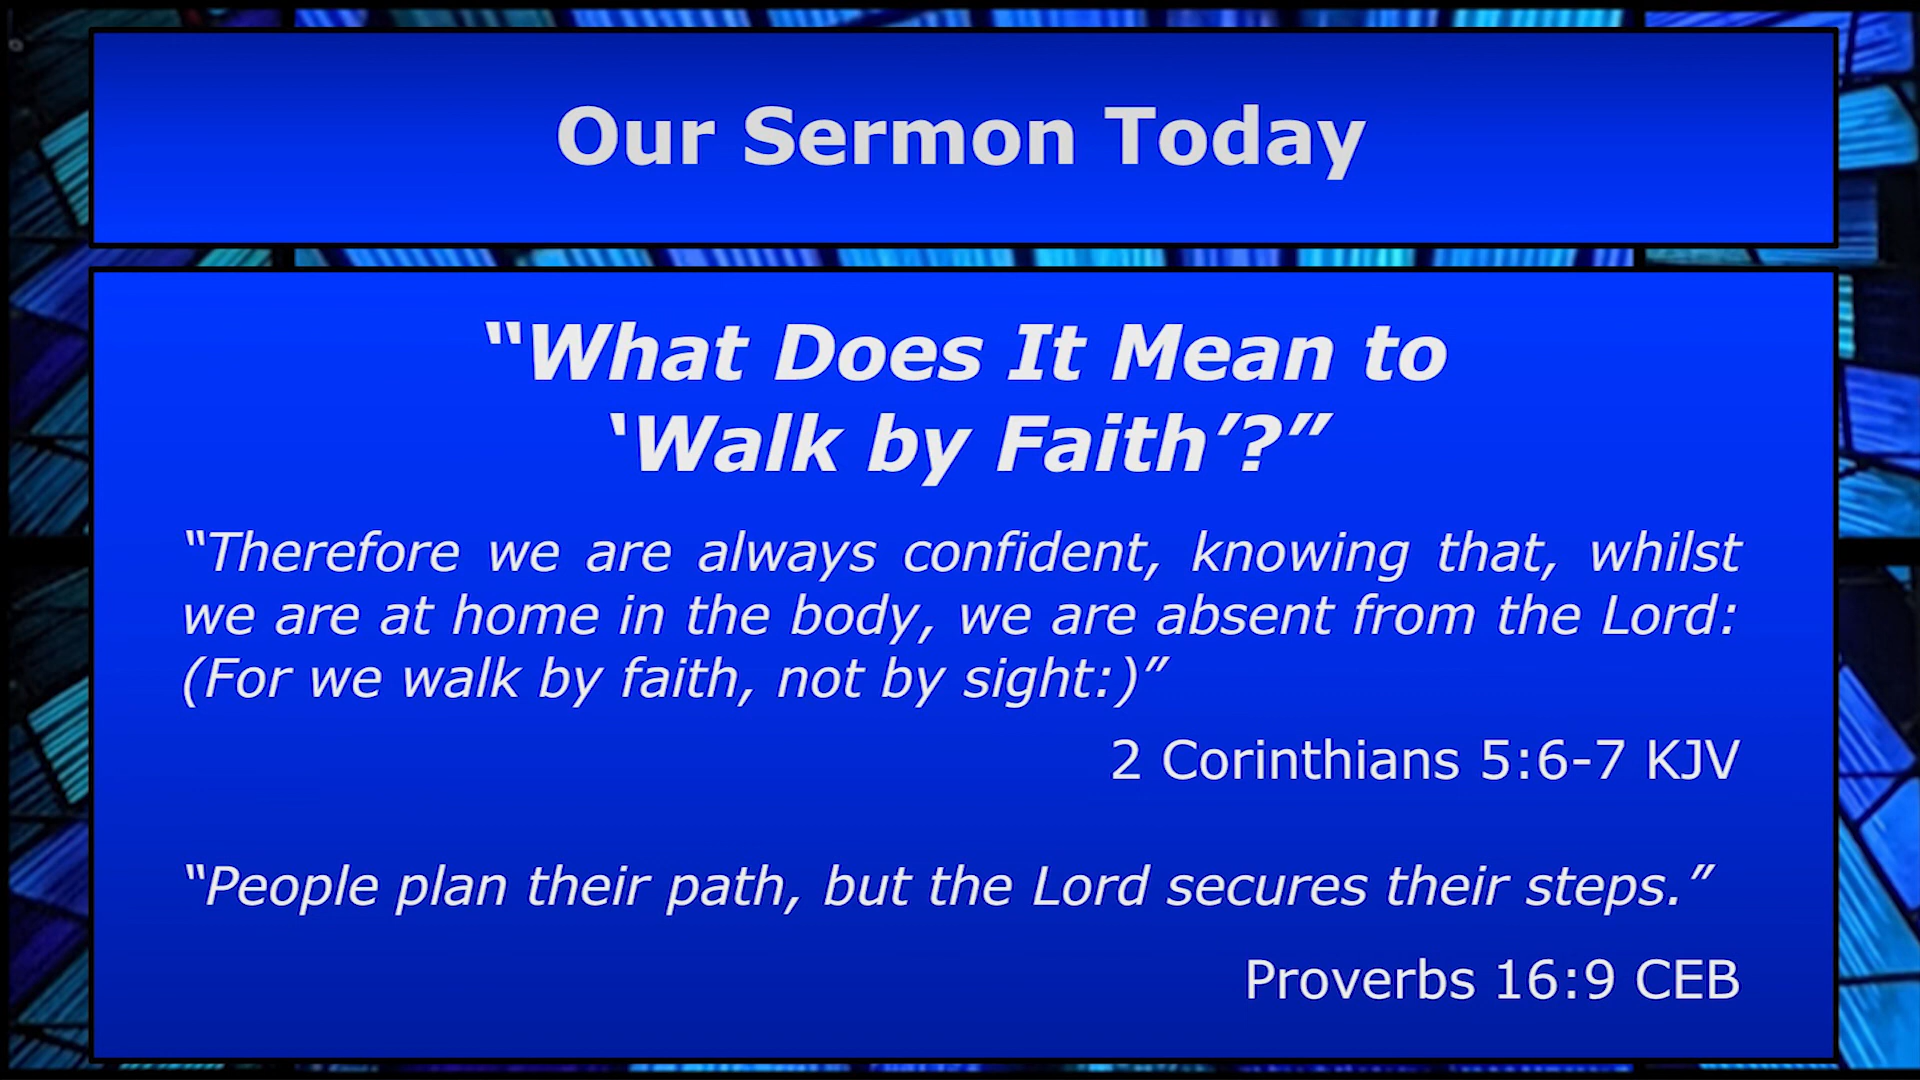 Our Sermon Today
“What Does It Mean to
‘Walk by Faith’?”
“Therefore we are always confident, knowing that, whilst
we are at home in the body, we are absent from the Lord:
(For we walk by faith, not by sight:)”
2 Corinthians 5:6-7 KJV
“People plan their path, but the Lord secures their steps.”
Proverbs 16:9 CEB